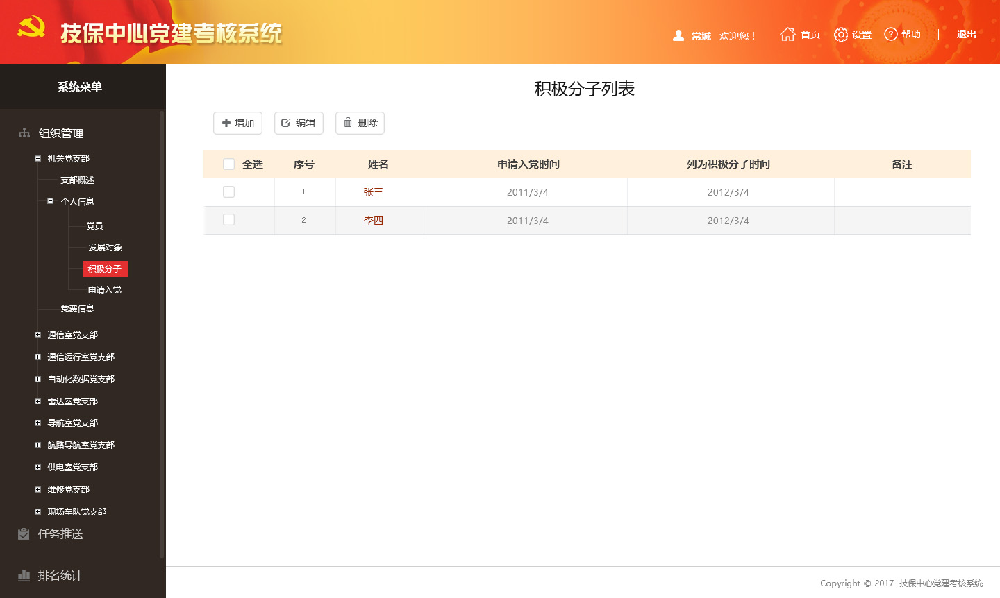 技保中心党建考核系统
常城 欢迎您！ 首页 设置 帮助 退出
系统菜单
组织管理
机关党支部
支部概述
个人信息
党员
发展对象
积极分子
申请入党
党费信息
通信室党支部
通信运行室党支部
自动化数据党支部
雷达室党支部
导航室党支部
航路导航室党支部
供电室党支部
维修党支部
现场车队党支部
任务推送
排名统计
积极分子列表
增加 编辑 删除
全选 序号 姓名 申请入党时间 列为积极分子时间 备注
1 张三 2011/3/4 2012/3/4
2 李四 2011/3/4 2012/3/4
Copyright © 2017 技保中心党建考核系统